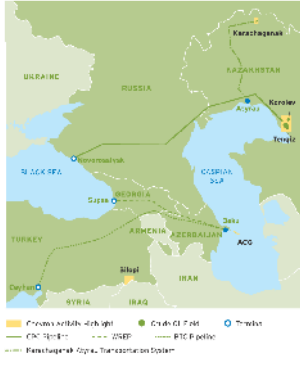 Karachaganak
KAZAKHSTAN
UKRAINE
RUSSIA
Korolev
Atyrau
Tengiz
Novorossiysk
BLACK SEA
CASPIAN
SEA
GEORGIA
Supsa
Baku
ARMENIA
AZERBAIJAN
ACG
TURKEY
Silopi
IRAN
Ceyhan
SYRIA
IRAQ
Chevron Activity Highlight
Crude Oil Field
Terminal
CPC Pipeline
WREP
BTC Pipeline
Karachaganak Atyrau Transportation System